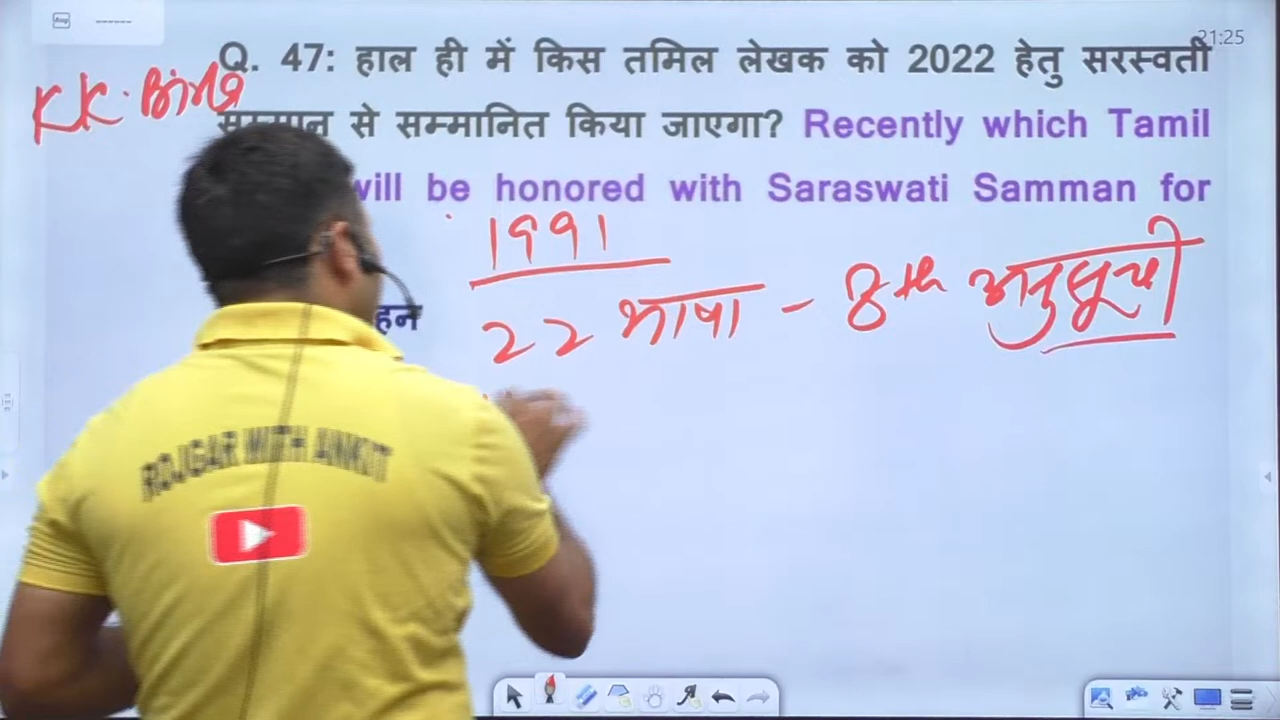 21:25
Q. 47: हाल ही में किस तमिल लेखक को 2022 हेतु सरस्वती
सम्मान से सम्मानित किया जाएगा? Recently which Tamil
will be honored with Saraswati Samman for
KK. Birla
1991
22 भाषा - 8th अनुसूची
हन
ROJGAR WITH ANKIT